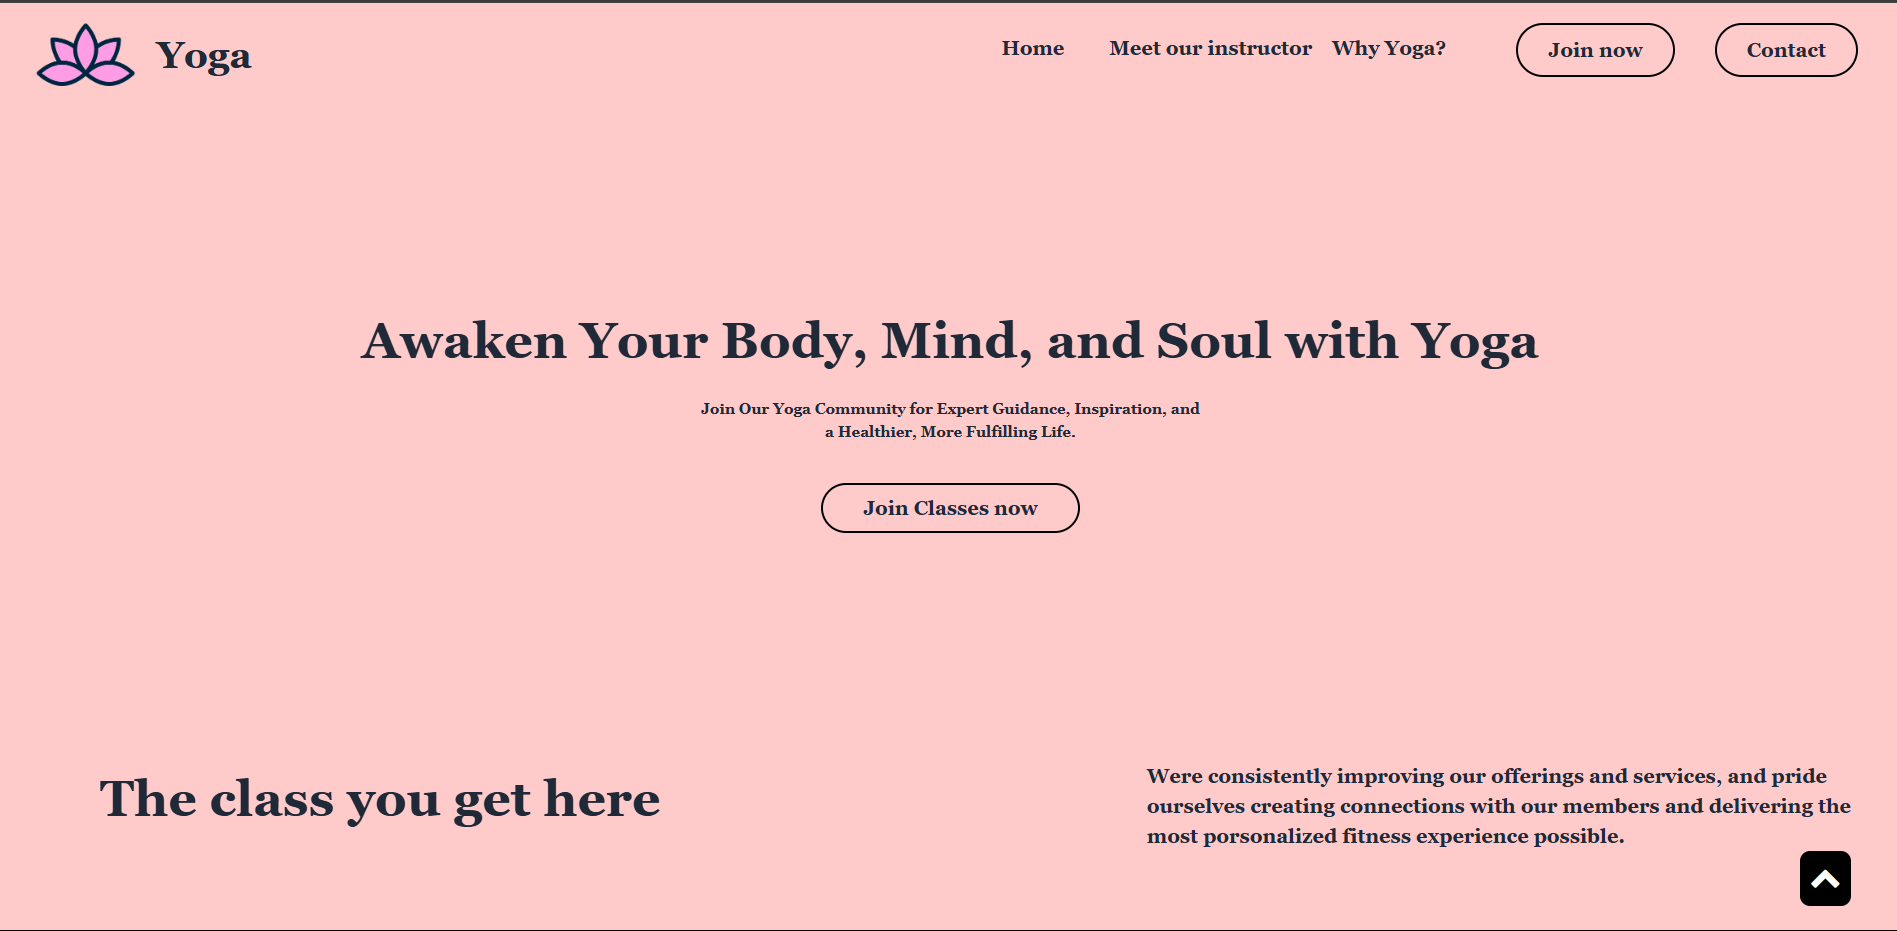 Yoga
Home
Meet our instructor
Why Yoga?
Join now
Contact
Awaken Your Body, Mind, and Soul with Yoga
Join Our Yoga Community for Expert Guidance, Inspiration, and
a Healthier, More Fulfilling Life.
Join Classes now
The class you get here
Were consistently improving our offerings and services, and pride
ourselves creating connections with our members and delivering the
most porsonalized fitness experience possible.